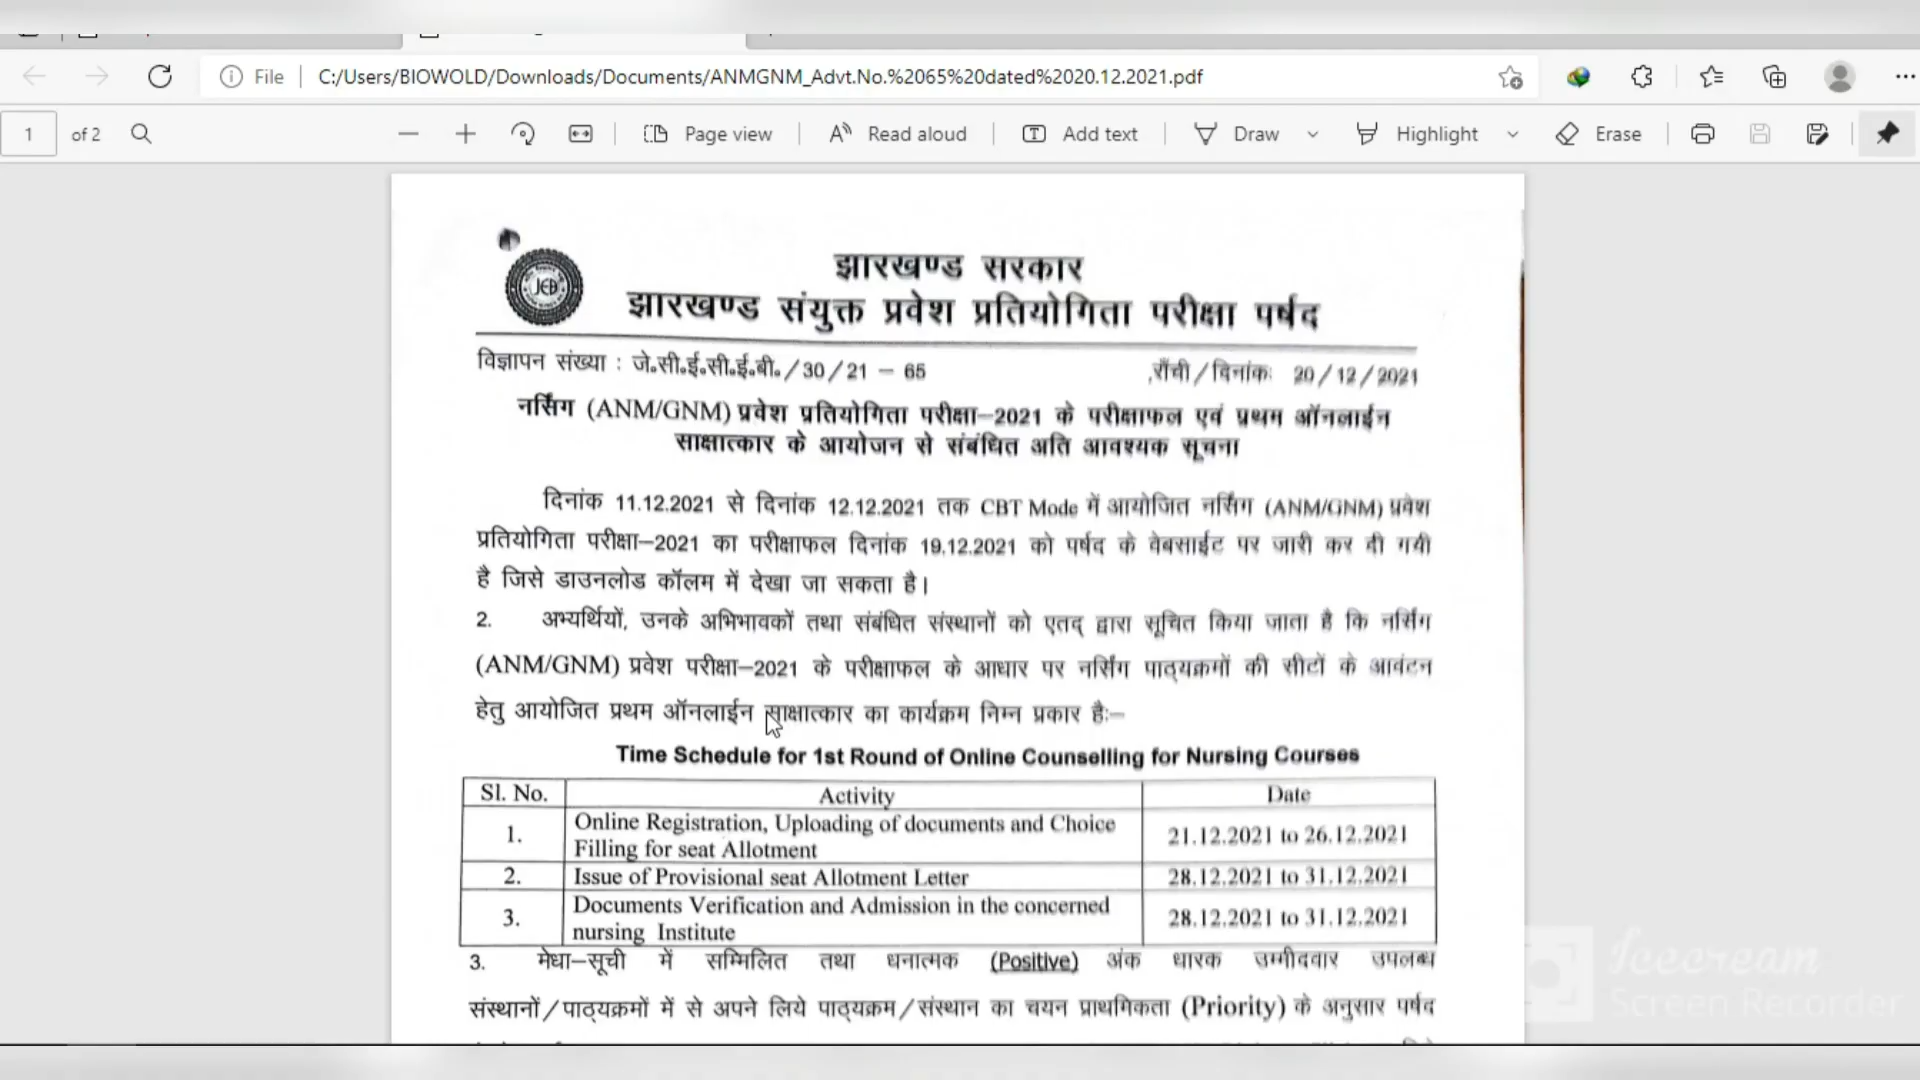 File
C:/Users/BIOWOLD/Downloads/Documents/ANMGNM_Advt.No.%2065%20dated%2020.12.2021.pdf
1 of 2
Page view
Read aloud
Add text
Draw
Highlight
Erase
JCECEB
झारखण्ड सरकार
झारखण्ड संयुक्त प्रवेश प्रतियोगिता परीक्षा पर्षद
विज्ञापन संख्या : जे.सी.ई.सी.ई.बी./30/21 – 65 राँची/दिनांकः 20/12/2021
नर्सिंग (ANM/GNM) प्रवेश प्रतियोगिता परीक्षा–2021 के परीक्षाफल एवं प्रथम ऑनलाईन
साक्षात्कार के आयोजन से संबंधित अति आवश्यक सूचना
दिनांक 11.12.2021 से दिनांक 12.12.2021 तक CBT Mode में आयोजित नर्सिंग (ANM/GNM) प्रवेश
प्रतियोगिता परीक्षा–2021 का परीक्षाफल दिनांक 19.12.2021 को पर्षद के वेबसाईट पर जारी कर दी गयी
है जिसे डाउनलोड कॉलम में देखा जा सकता है।
2. अभ्यर्थियों, उनके अभिभावकों तथा संबंधित संस्थानों को एतद् द्वारा सूचित किया जाता है कि नर्सिंग
(ANM/GNM) प्रवेश परीक्षा–2021 के परीक्षाफल के आधार पर नर्सिंग पाठ्यक्रमों की सीटों के आवंटन
हेतु आयोजित प्रथम ऑनलाईन साक्षात्कार का कार्यक्रम निम्न प्रकार है:–
Time Schedule for 1st Round of Online Counselling for Nursing Courses
Sl. No. Activity Date
1. Online Registration, Uploading of documents and Choice Filling for seat Allotment 21.12.2021 to 26.12.2021
2. Issue of Provisional seat Allotment Letter 28.12.2021 to 31.12.2021
3. Documents Verification and Admission in the concerned nursing Institute 28.12.2021 to 31.12.2021
3. मेधा–सूची में सम्मिलित तथा धनात्मक (Positive) अंक धारक उम्मीदवार उपलब्ध
संस्थानों/पाठ्यक्रमों में से अपने लिये पाठ्यक्रम/संस्थान का चयन प्राथमिकता (Priority) के अनुसार पर्षद
Icecream
Screen Recorder